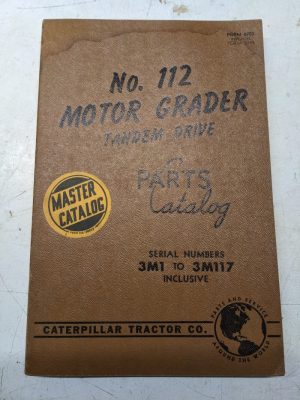 No. 112
MOTOR GRADER
TANDEM DRIVE
PARTS
Catalog
MASTER
CATALOG
SERIAL NUMBERS
3M1 TO 3M117
INCLUSIVE
CATERPILLAR TRACTOR CO.
PARTS AND SERVICE
AROUND THE WORLD